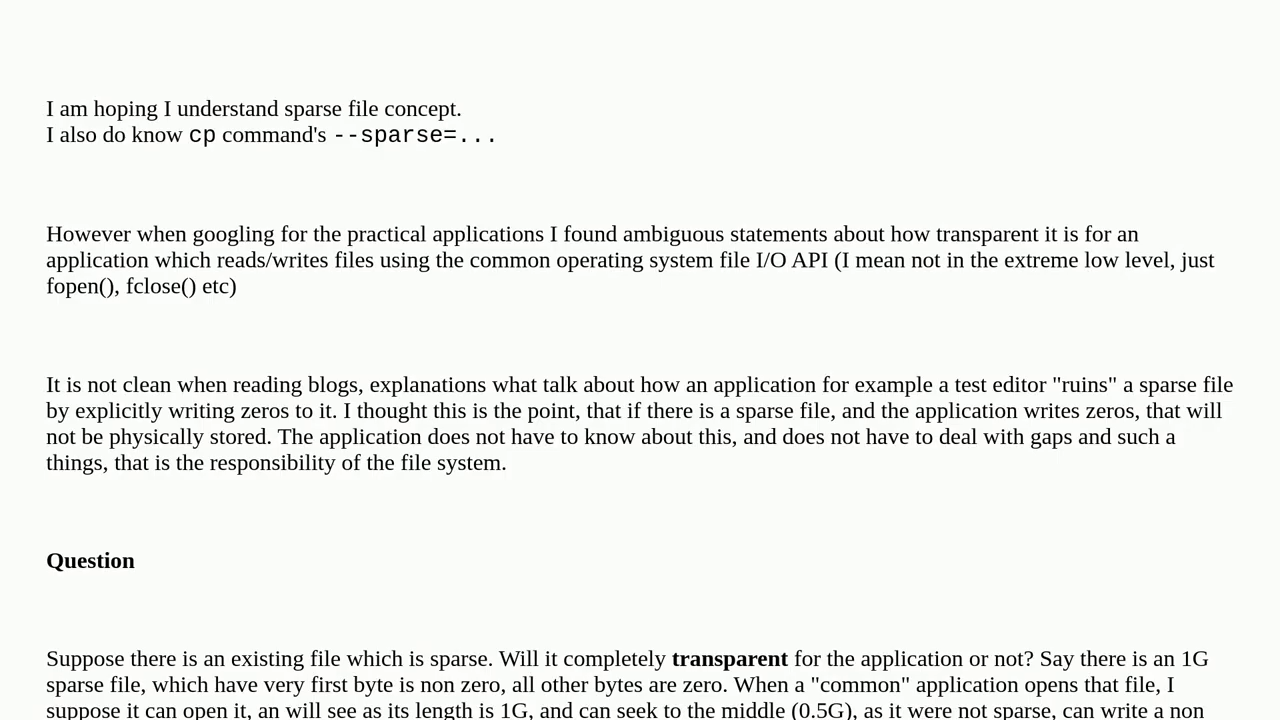 I am hoping I understand sparse file concept.
I also do know cp command's --sparse=...
However when googling for the practical applications I found ambiguous statements about how transparent it is for an
application which reads/writes files using the common operating system file I/O API (I mean not in the extreme low level, just
fopen(), fclose() etc)
It is not clean when reading blogs, explanations what talk about how an application for example a test editor "ruins" a sparse file
by explicitly writing zeros to it. I thought this is the point, that if there is a sparse file, and the application writes zeros, that will
not be physically stored. The application does not have to know about this, and does not have to deal with gaps and such a
things, that is the responsibility of the file system.
Question
Suppose there is an existing file which is sparse. Will it completely transparent for the application or not? Say there is an 1G
sparse file, which have very first byte is non zero, all other bytes are zero. When a "common" application opens that file, I
suppose it can open it, an will see as its length is 1G, and can seek to the middle (0.5G), as it were not sparse, can write a non